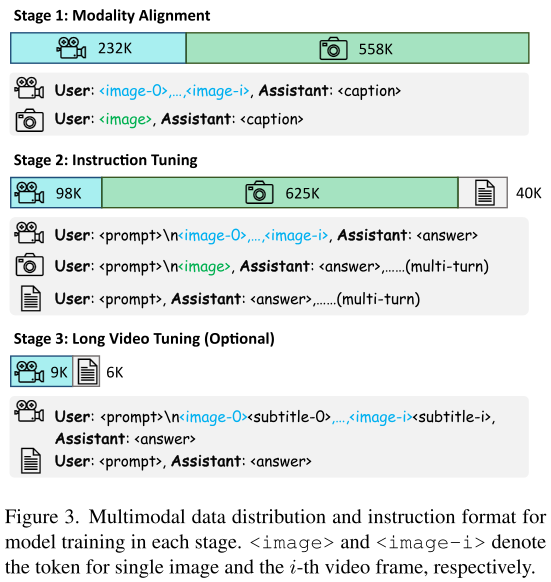 Stage 1: Modality Alignment
232K
558K
User: <image-0>,...,<image-i>, Assistant: <caption>
User: <image>, Assistant: <caption>
Stage 2: Instruction Tuning
98K
625K
40K
User: <prompt>\n<image-0>,...,<image-i>, Assistant: <answer>
User: <prompt>\n<image>, Assistant: <answer>,......(multi-turn)
User: <prompt>, Assistant: <answer>,......(multi-turn)
Stage 3: Long Video Tuning (Optional)
9K
6K
User: <prompt>\n<image-0><subtitle-0>,...,<image-i><subtitle-i>,
Assistant: <answer>
User: <prompt>, Assistant: <answer>
Figure 3. Multimodal data distribution and instruction format for
model training in each stage. <image> and <image-i> denote
the token for single image and the i-th video frame, respectively.